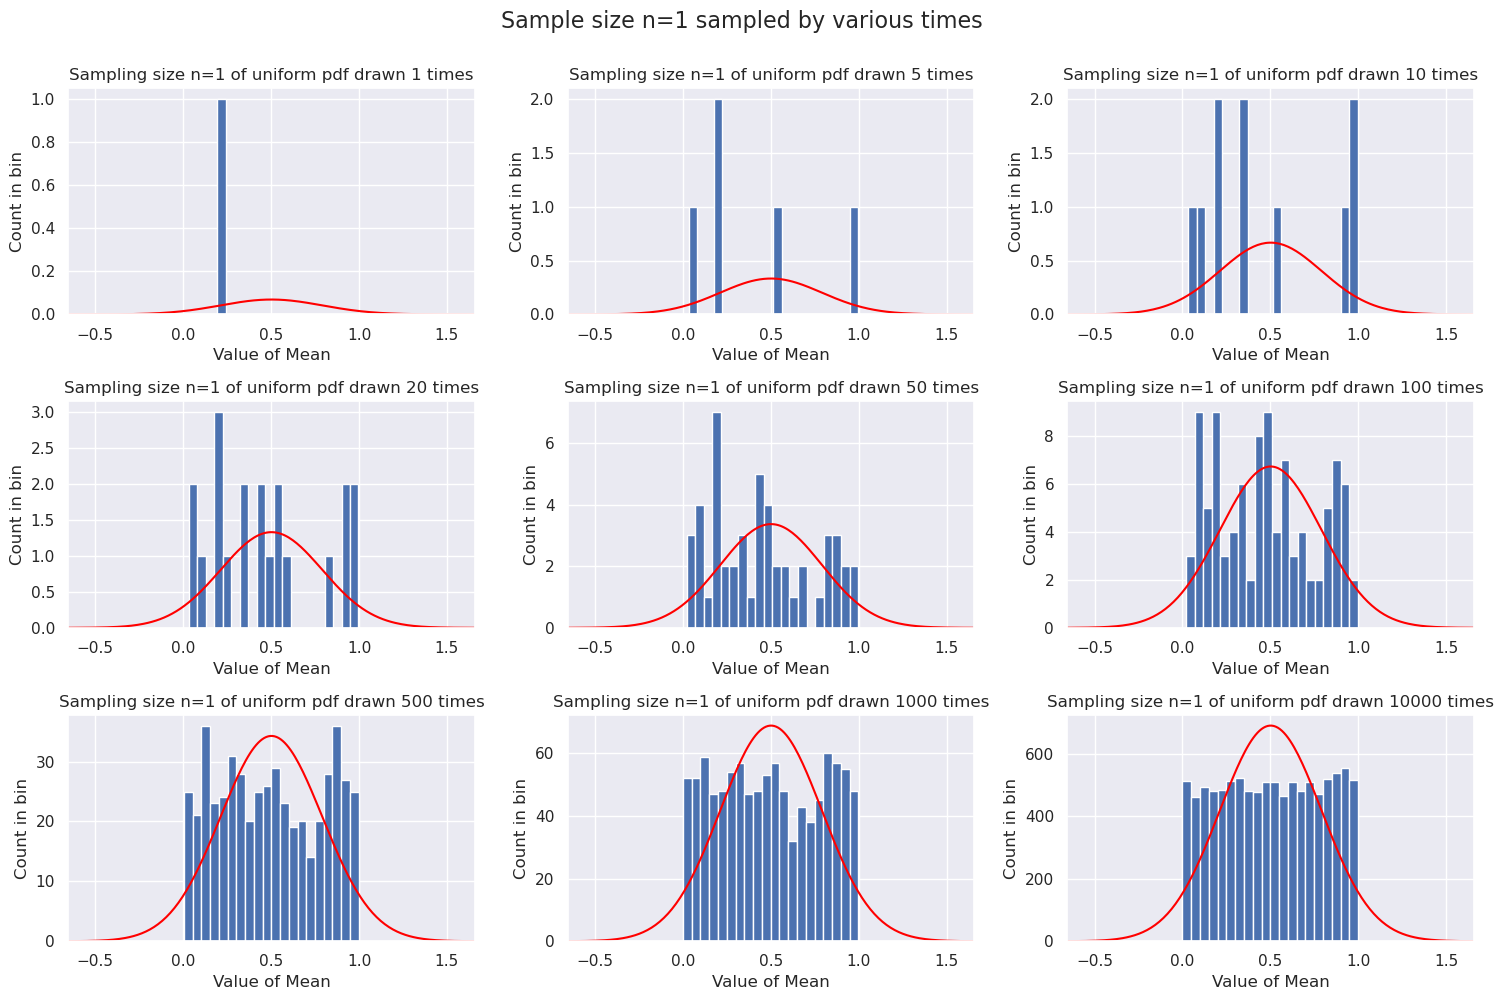 Sample size n=1 sampled by various times
Sampling size n=1 of uniform pdf drawn 1 times
1.0
0.8
0.6
0.4
0.2
0.0
Count in bin
−0.5 0.0 0.5 1.0 1.5
Value of Mean
Sampling size n=1 of uniform pdf drawn 5 times
2.0
1.5
1.0
0.5
0.0
Count in bin
−0.5 0.0 0.5 1.0 1.5
Value of Mean
Sampling size n=1 of uniform pdf drawn 10 times
2.0
1.5
1.0
0.5
0.0
Count in bin
−0.5 0.0 0.5 1.0 1.5
Value of Mean
Sampling size n=1 of uniform pdf drawn 20 times
3.0
2.5
2.0
1.5
1.0
0.5
0.0
Count in bin
−0.5 0.0 0.5 1.0 1.5
Value of Mean
Sampling size n=1 of uniform pdf drawn 50 times
6
4
2
0
Count in bin
−0.5 0.0 0.5 1.0 1.5
Value of Mean
Sampling size n=1 of uniform pdf drawn 100 times
8
6
4
2
0
Count in bin
−0.5 0.0 0.5 1.0 1.5
Value of Mean
Sampling size n=1 of uniform pdf drawn 500 times
30
20
10
0
Count in bin
−0.5 0.0 0.5 1.0 1.5
Value of Mean
Sampling size n=1 of uniform pdf drawn 1000 times
60
40
20
0
Count in bin
−0.5 0.0 0.5 1.0 1.5
Value of Mean
Sampling size n=1 of uniform pdf drawn 10000 times
600
400
200
0
Count in bin
−0.5 0.0 0.5 1.0 1.5
Value of Mean